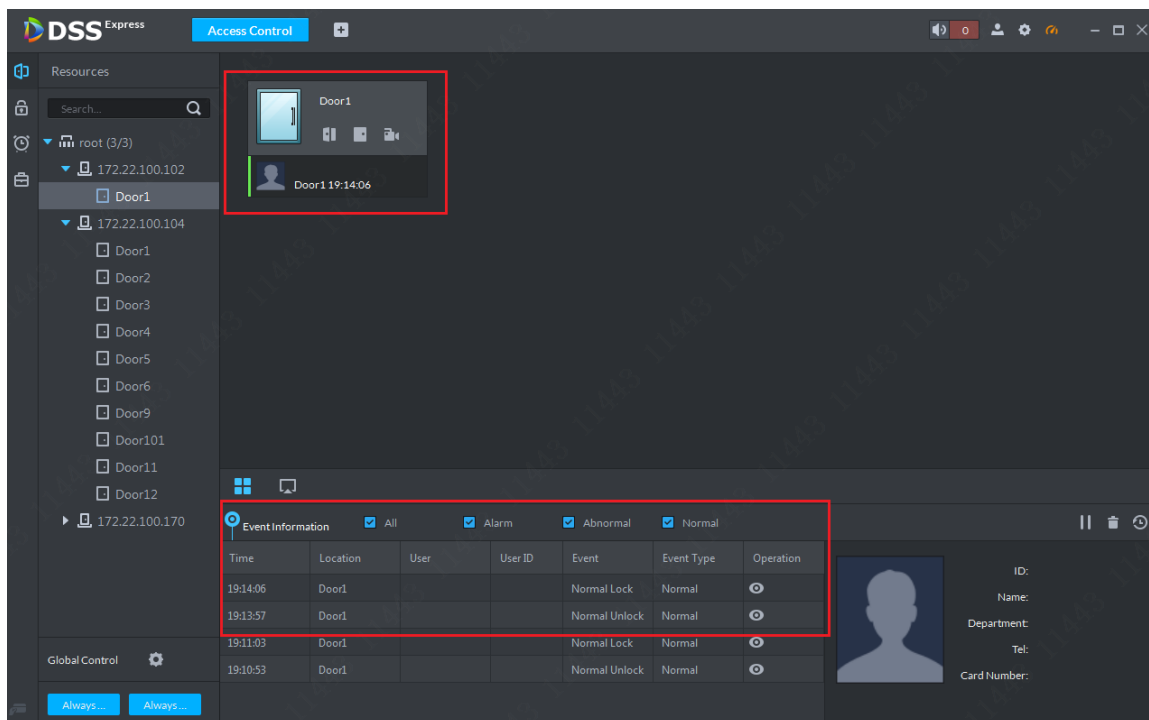 DSS Express
Access Control
0
Resources
Search...
root (3/3)
172.22.100.102
Door1
172.22.100.104
Door1
Door2
Door3
Door4
Door5
Door6
Door9
Door101
Door11
Door12
172.22.100.170
Global Control
Always...
Always...
Door1
Door1 19:14:06
Event Information
All
Alarm
Abnormal
Normal
Time Location User User ID Event Event Type Operation
19:14:06 Door1 Normal Lock Normal
19:13:57 Door1 Normal Unlock Normal
19:11:03 Door1 Normal Lock Normal
19:10:53 Door1 Normal Unlock Normal
ID:
Name:
Department:
Tel:
Card Number:
11443 11443